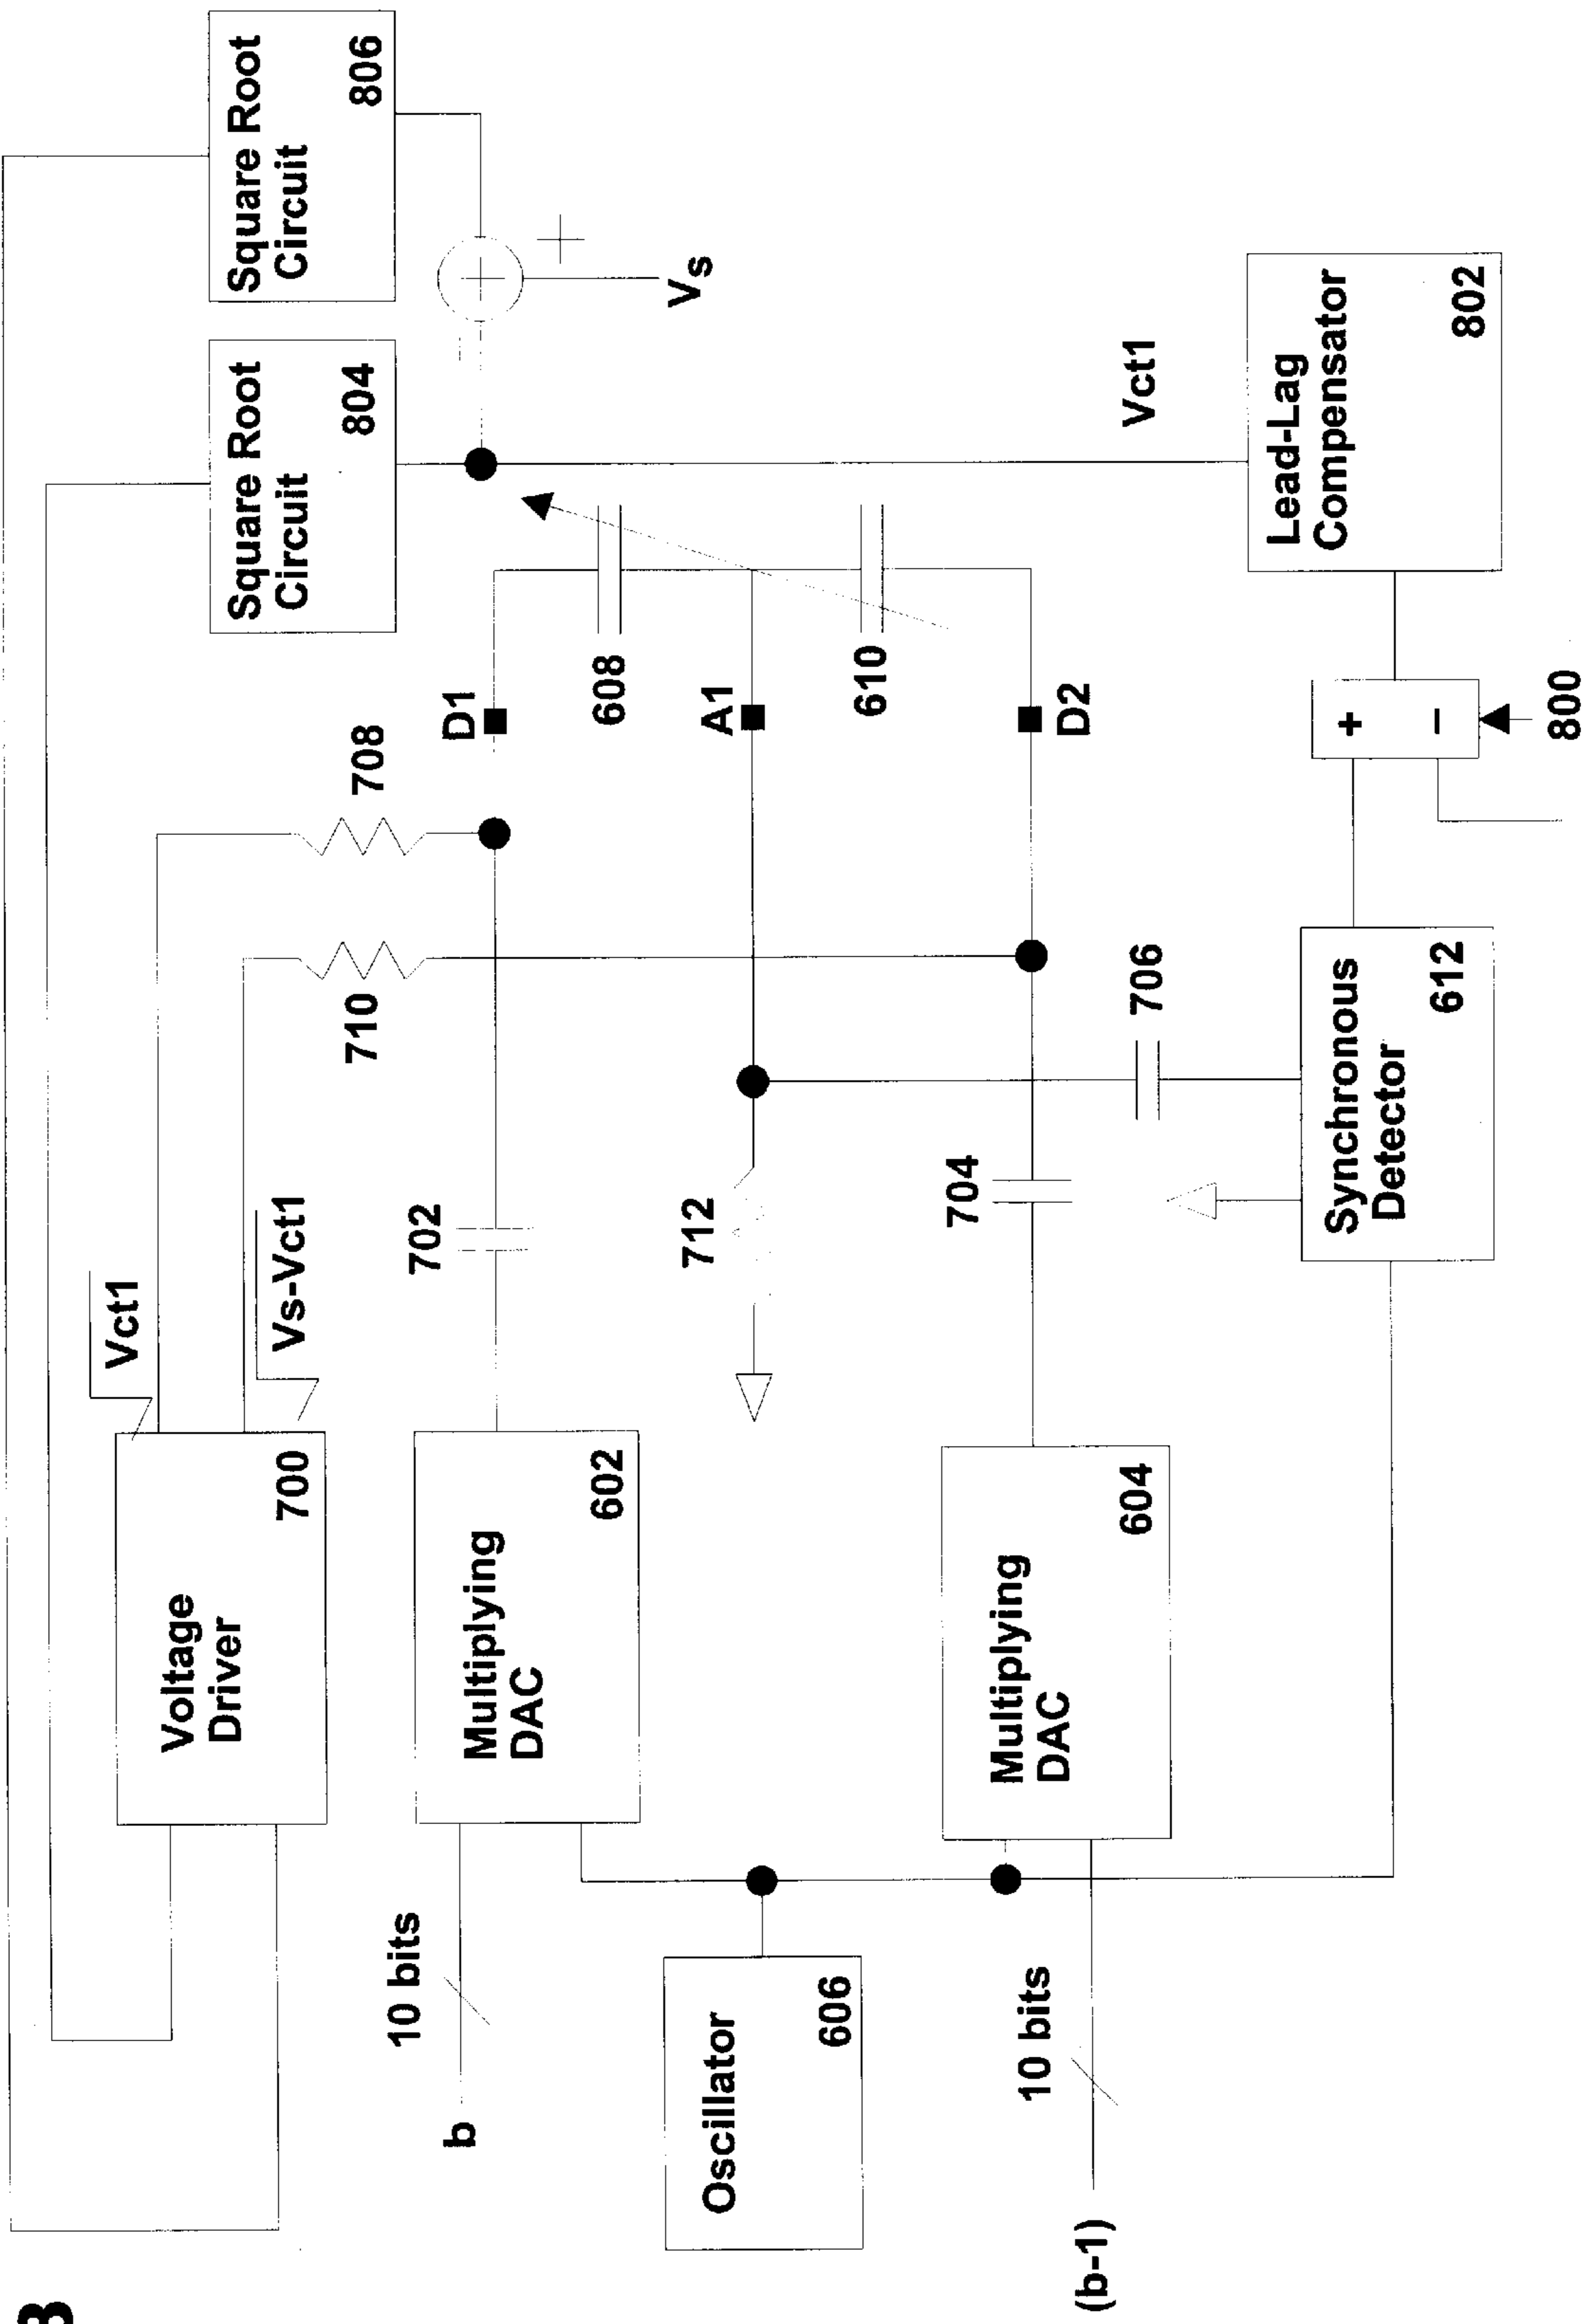 Voltage
Driver
700
Vct1
Vs-Vct1
708
710
Square Root
Circuit
804
Square Root
Circuit
806
b
10 bits
Multiplying
DAC
602
702
D1
608
+
–
Vs
Oscillator
606
712
A1
610
(b-1)
10 bits
Multiplying
DAC
604
704
706
D2
Vct1
Synchronous
Detector
612
+
–
800
Lead-Lag
Compensator
802